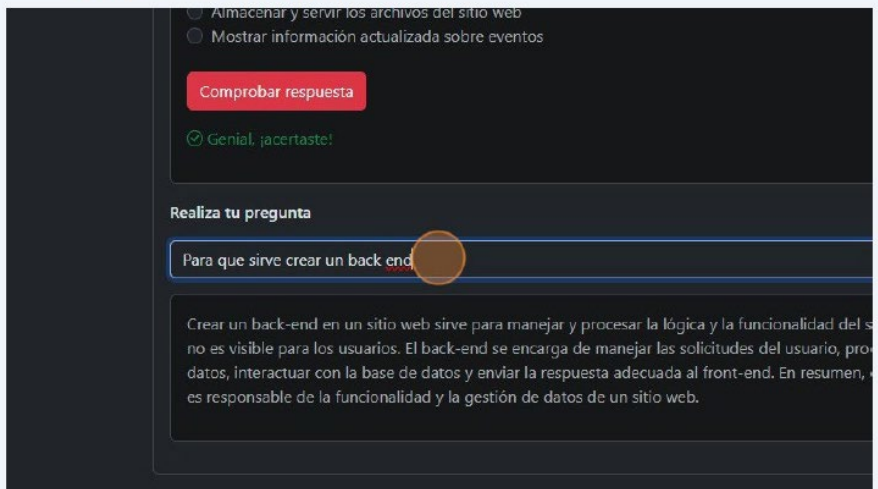 Almacenar y servir los archivos del sitio web
Mostrar información actualizada sobre eventos
Comprobar respuesta
Genial, ¡acertaste!
Realiza tu pregunta
Para que sirve crear un back end
Crear un back-end en un sitio web sirve para manejar y procesar la lógica y la funcionalidad del
no es visible para los usuarios. El back-end se encarga de manejar las solicitudes del usuario,
datos, interactuar con la base de datos y enviar la respuesta adecuada al front-end. En resumen,
es responsable de la funcionalidad y la gestión de datos de un sitio web.